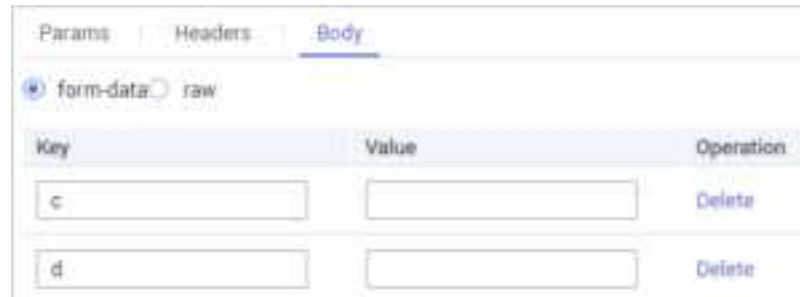 Params Headers Body
form-data raw
Key Value Operation
c Delete
d Delete